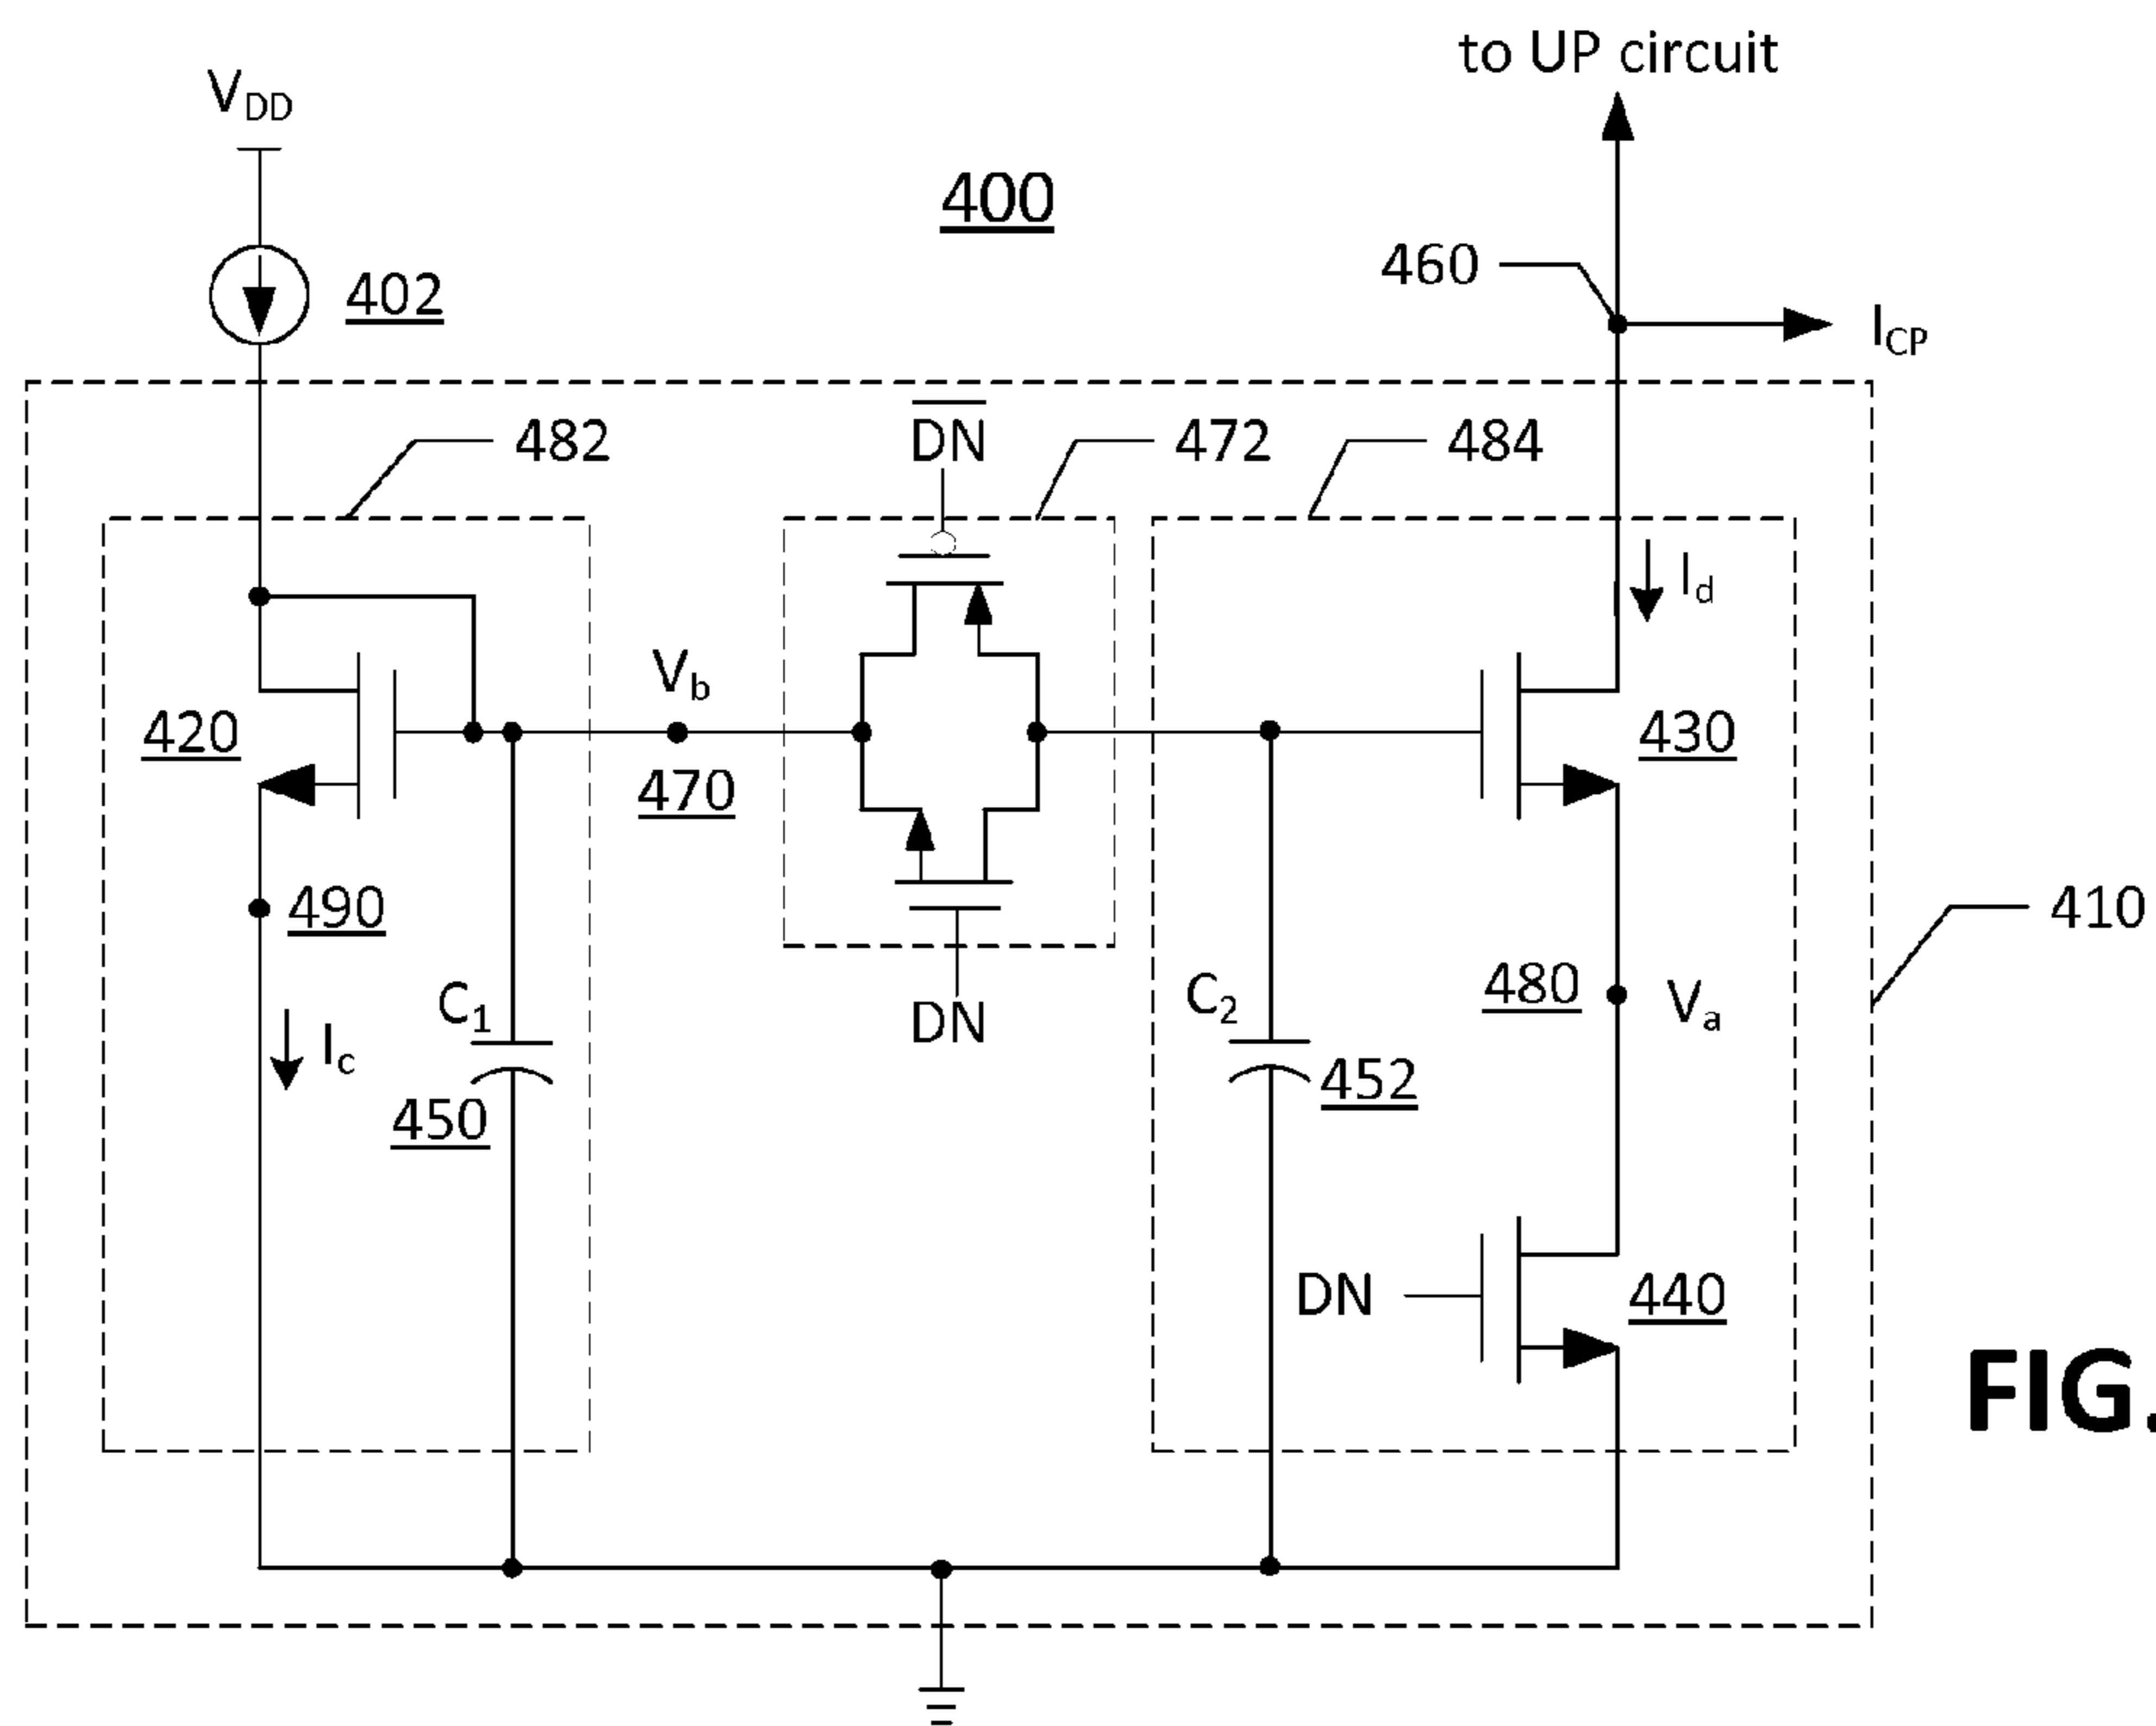 to UP circuit
V_DD
400
460
402
I_CP
DN
482
472
484
I_d
V_b
420
430
470
490
410
480
V_a
C_1
C_2
DN
I_c
452
450
DN
440
FIG.